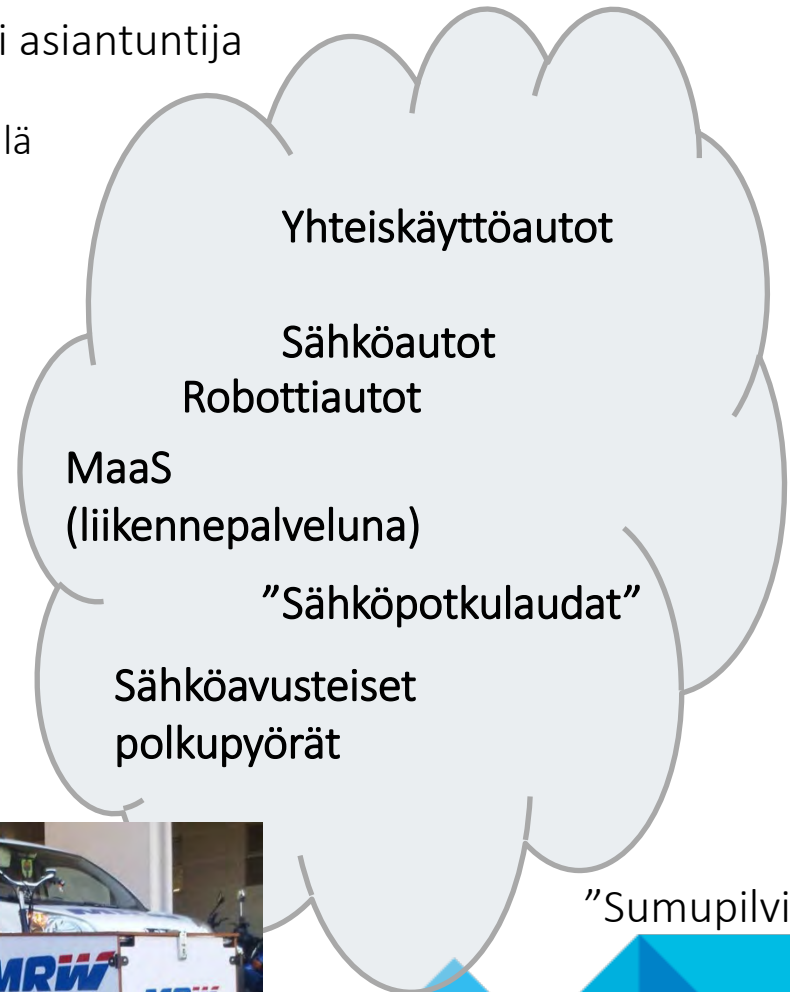 i asiantuntija
lä
Yhteiskäyttöautot
Sähköautot
Robottiautot
MaaS
(liikennepalveluna)
”Sähköpotkulaudat”
Sähköavusteiset
polkupyörät
”Sumupilvi
MRW